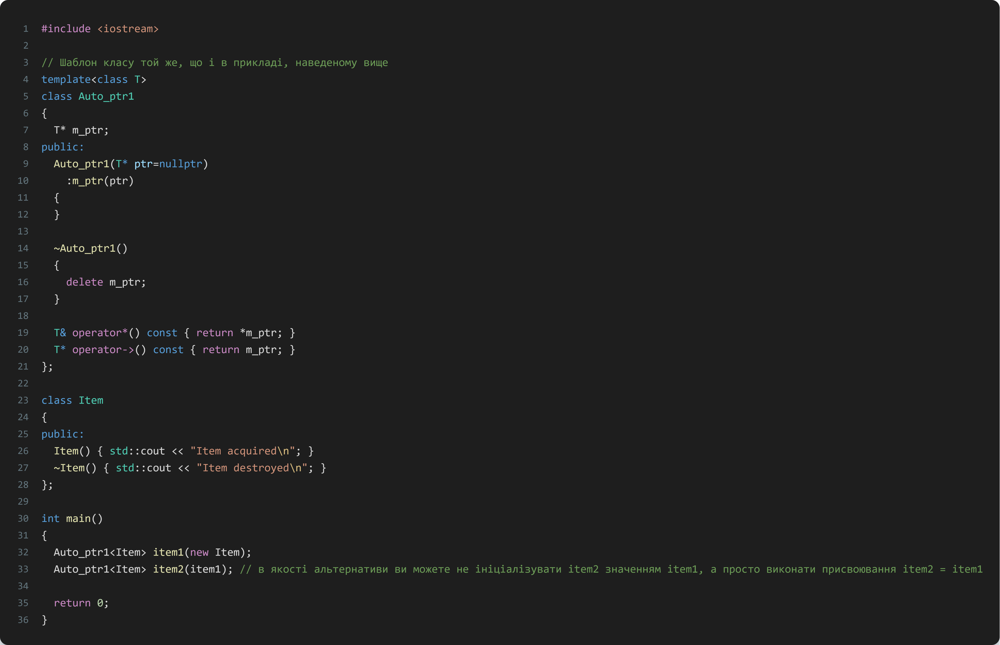 1 #include <iostream>
2
3 // Шаблон класу той же, що і в прикладі, наведеному вище
4 template<class T>
5 class Auto_ptr1
6 {
7   T* m_ptr;
8 public:
9   Auto_ptr1(T* ptr=nullptr)
10     :m_ptr(ptr)
11   {
12   }
13
14   ~Auto_ptr1()
15   {
16     delete m_ptr;
17   }
18
19   T& operator*() const { return *m_ptr; }
20   T* operator->() const { return m_ptr; }
21 };
22
23 class Item
24 {
25 public:
26   Item() { std::cout << "Item acquired\n"; }
27   ~Item() { std::cout << "Item destroyed\n"; }
28 };
29
30 int main()
31 {
32   Auto_ptr1<Item> item1(new Item);
33   Auto_ptr1<Item> item2(item1); // в якості альтернативи ви можете не ініціалізувати item2 значенням item1, а просто виконати присвоювання item2 = item1
34
35   return 0;
36 }